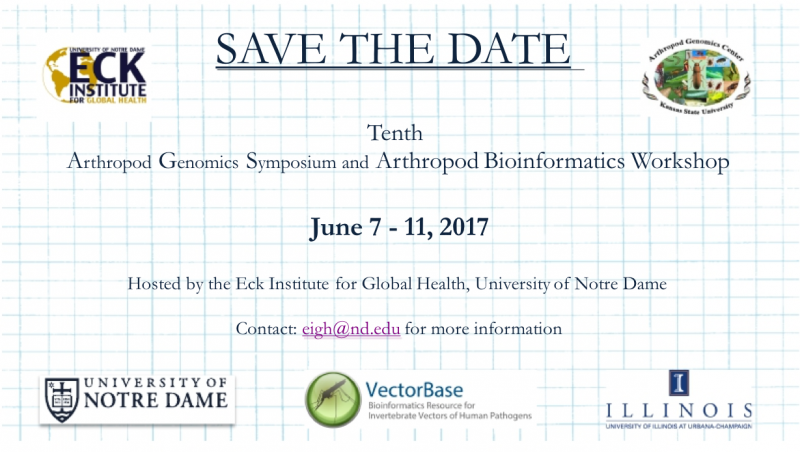 UNIVERSITY OF NOTRE DAME
ECK
INSTITUTE
FOR GLOBAL HEALTH
SAVE THE DATE
Arthropod Genomics Center
Kansas State University
Tenth
Arthropod Genomics Symposium and Arthropod Bioinformatics Workshop
June 7 - 11, 2017
Hosted by the Eck Institute for Global Health, University of Notre Dame
Contact: eigh@nd.edu for more information
UNIVERSITY OF
NOTRE DAME
VectorBase
Bioinformatics Resource for
Invertebrate Vectors of Human Pathogens
I
ILLINOIS
UNIVERSITY OF ILLINOIS AT URBANA-CHAMPAIGN